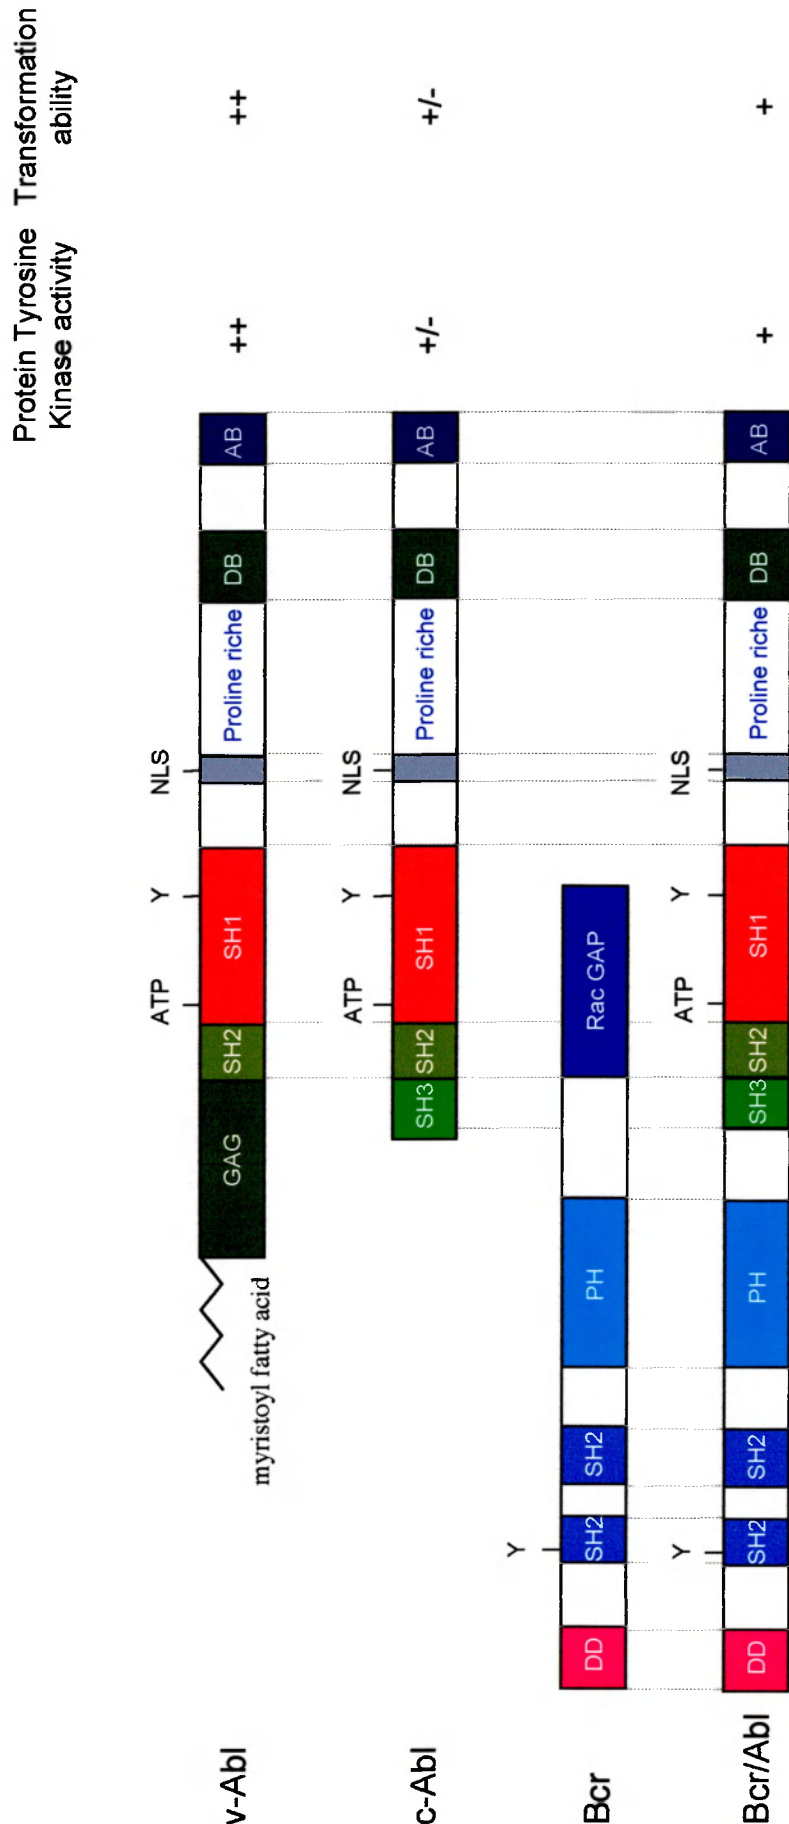 Protein Tyrosine
Kinase activity
Transformation
ability
v-Abl
myristoyl fatty acid
GAG
SH2
ATP
SH1
Y
NLS
Proline riche
DB
AB
++
++
c-Abl
SH3
SH2
ATP
SH1
Y
NLS
Proline riche
DB
AB
+/-
+/-
Bcr
DD
Y
SH2
SH2
PH
Rac GAP
Bcr/Abl
DD
Y
SH2
SH2
PH
SH3
SH2
ATP
SH1
Y
NLS
Proline riche
DB
AB
+
+